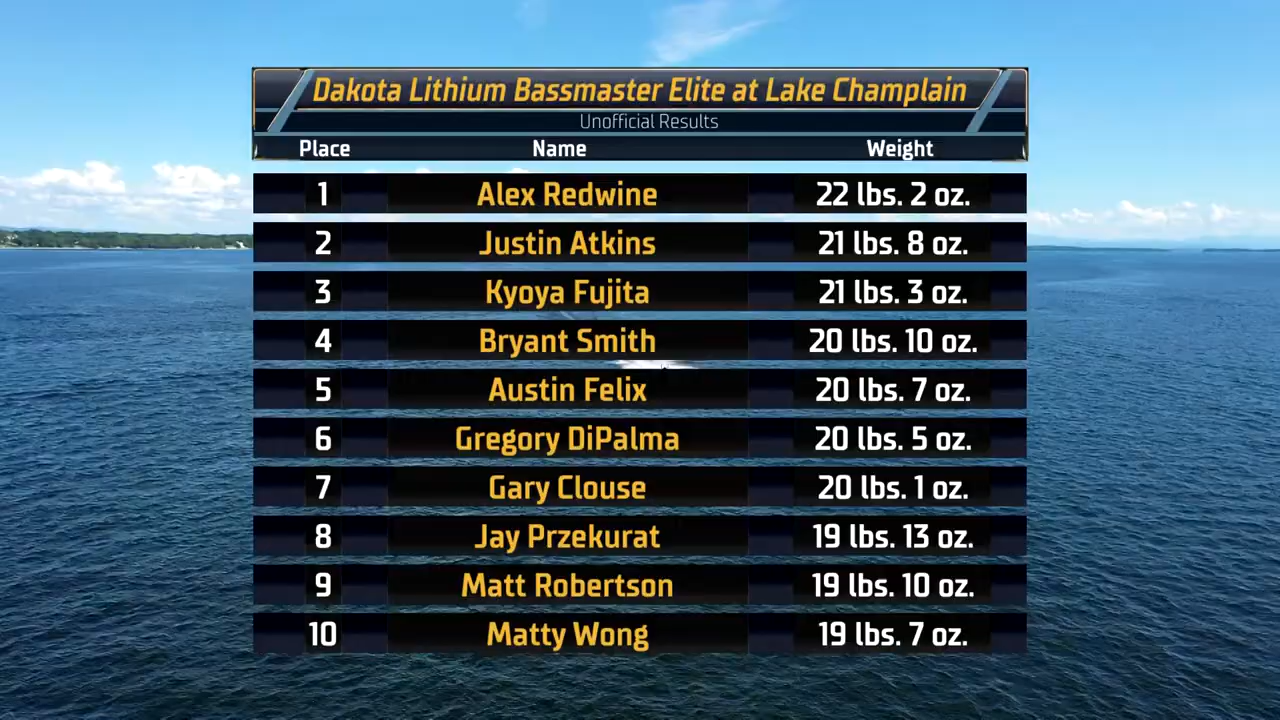 Dakota Lithium Bassmaster Elite at Lake Champlain
Unofficial Results
Place Name Weight
1 Alex Redwine 22 lbs. 2 oz.
2 Justin Atkins 21 lbs. 8 oz.
3 Kyoya Fujita 21 lbs. 3 oz.
4 Bryant Smith 20 lbs. 10 oz.
5 Austin Felix 20 lbs. 7 oz.
6 Gregory DiPalma 20 lbs. 5 oz.
7 Gary Clouse 20 lbs. 1 oz.
8 Jay Przekurat 19 lbs. 13 oz.
9 Matt Robertson 19 lbs. 10 oz.
10 Matty Wong 19 lbs. 7 oz.